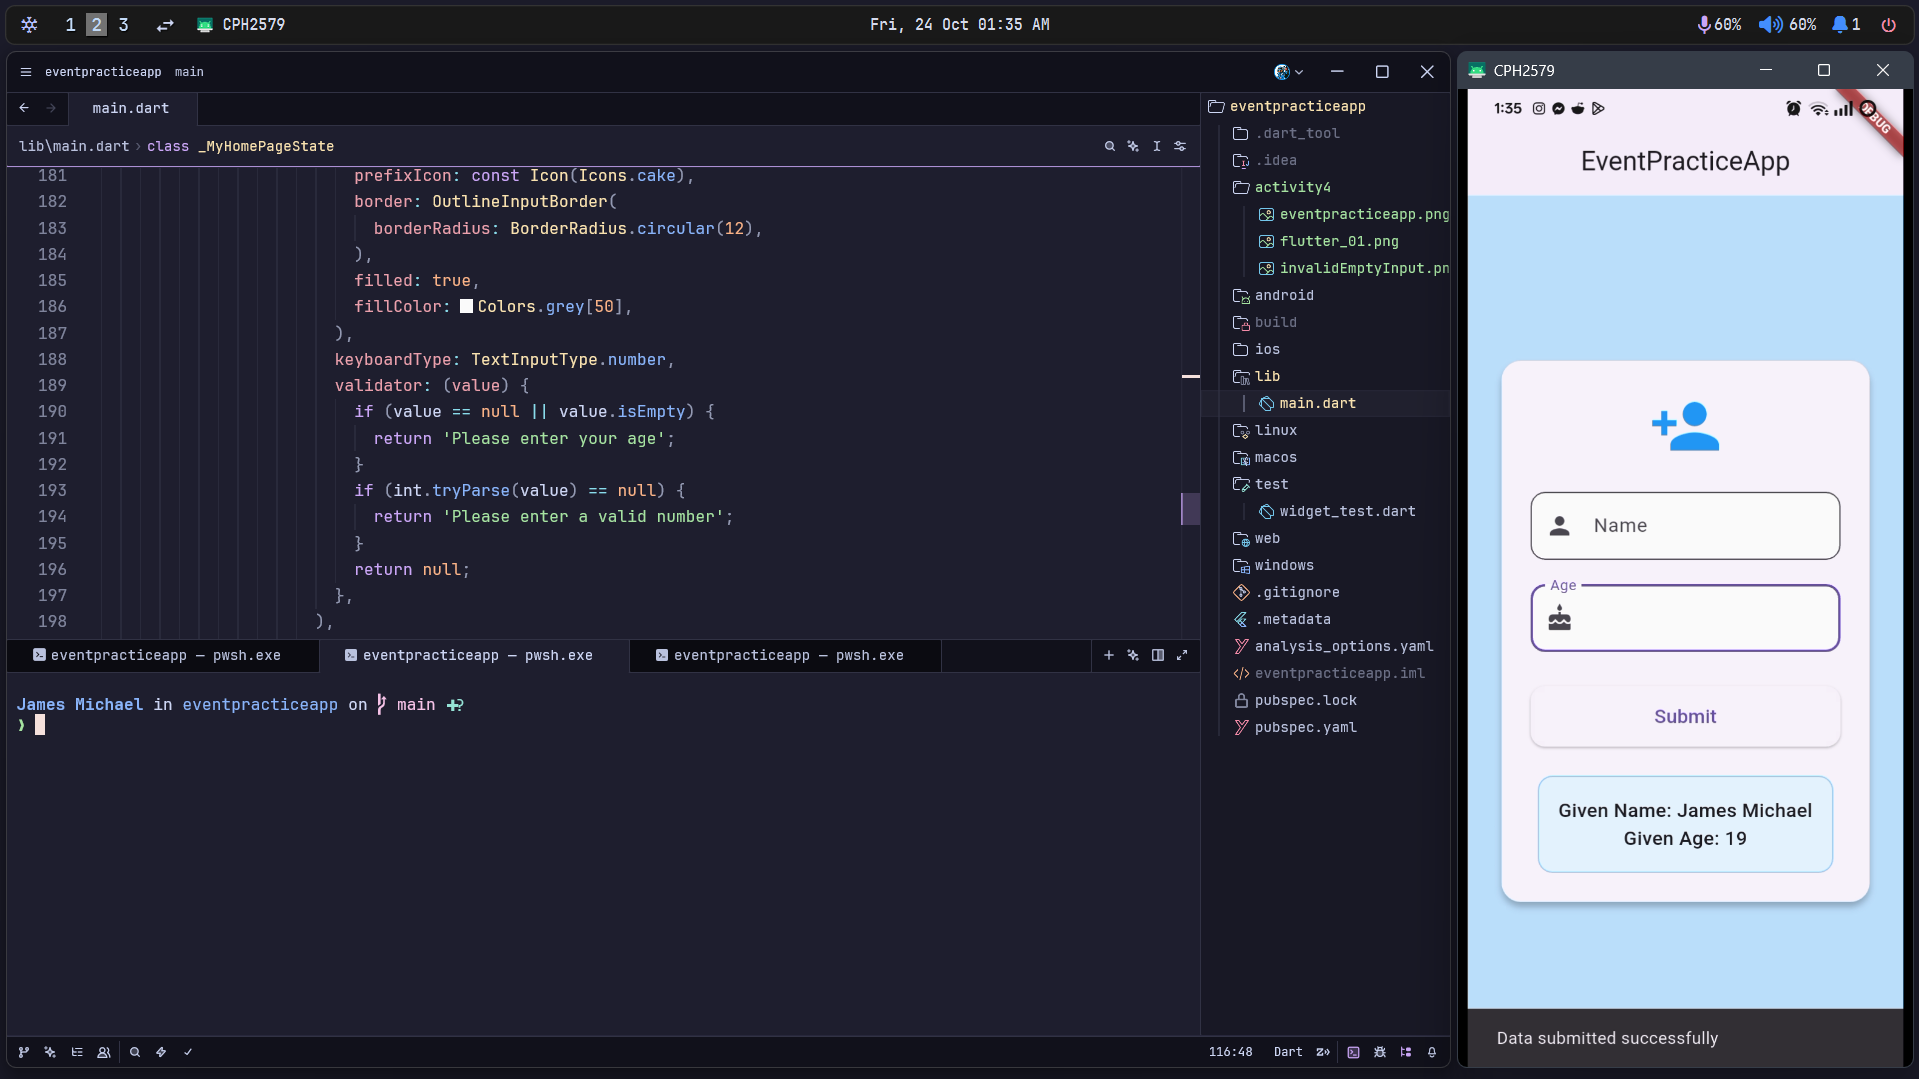 1 2 3 CPH2579 Fri, 24 Oct 01:35 AM 60% 60% 1
eventpracticeapp main
main.dart
lib\main.dart › class _MyHomePageState
181 prefixIcon: const Icon(Icons.cake),
182 border: OutlineInputBorder(
183 borderRadius: BorderRadius.circular(12),
184 ),
185 filled: true,
186 fillColor: Colors.grey[50],
187 ),
188 keyboardType: TextInputType.number,
189 validator: (value) {
190 if (value == null || value.isEmpty) {
191 return 'Please enter your age';
192 }
193 if (int.tryParse(value) == null) {
194 return 'Please enter a valid number';
195 }
196 return null;
197 },
198 ),
eventpracticeapp — pwsh.exe eventpracticeapp — pwsh.exe eventpracticeapp — pwsh.exe
James Michael in eventpracticeapp on main
❯
116:48 Dart
eventpracticeapp
.dart_tool
.idea
activity4
eventpracticeapp.png
flutter_01.png
invalidEmptyInput.pn
android
build
ios
lib
main.dart
linux
macos
test
widget_test.dart
web
windows
.gitignore
.metadata
analysis_options.yaml
eventpracticeapp.iml
pubspec.lock
pubspec.yaml
CPH2579
1:35
EventPracticeApp
Name
Age
Submit
Given Name: James Michael
Given Age: 19
Data submitted successfully